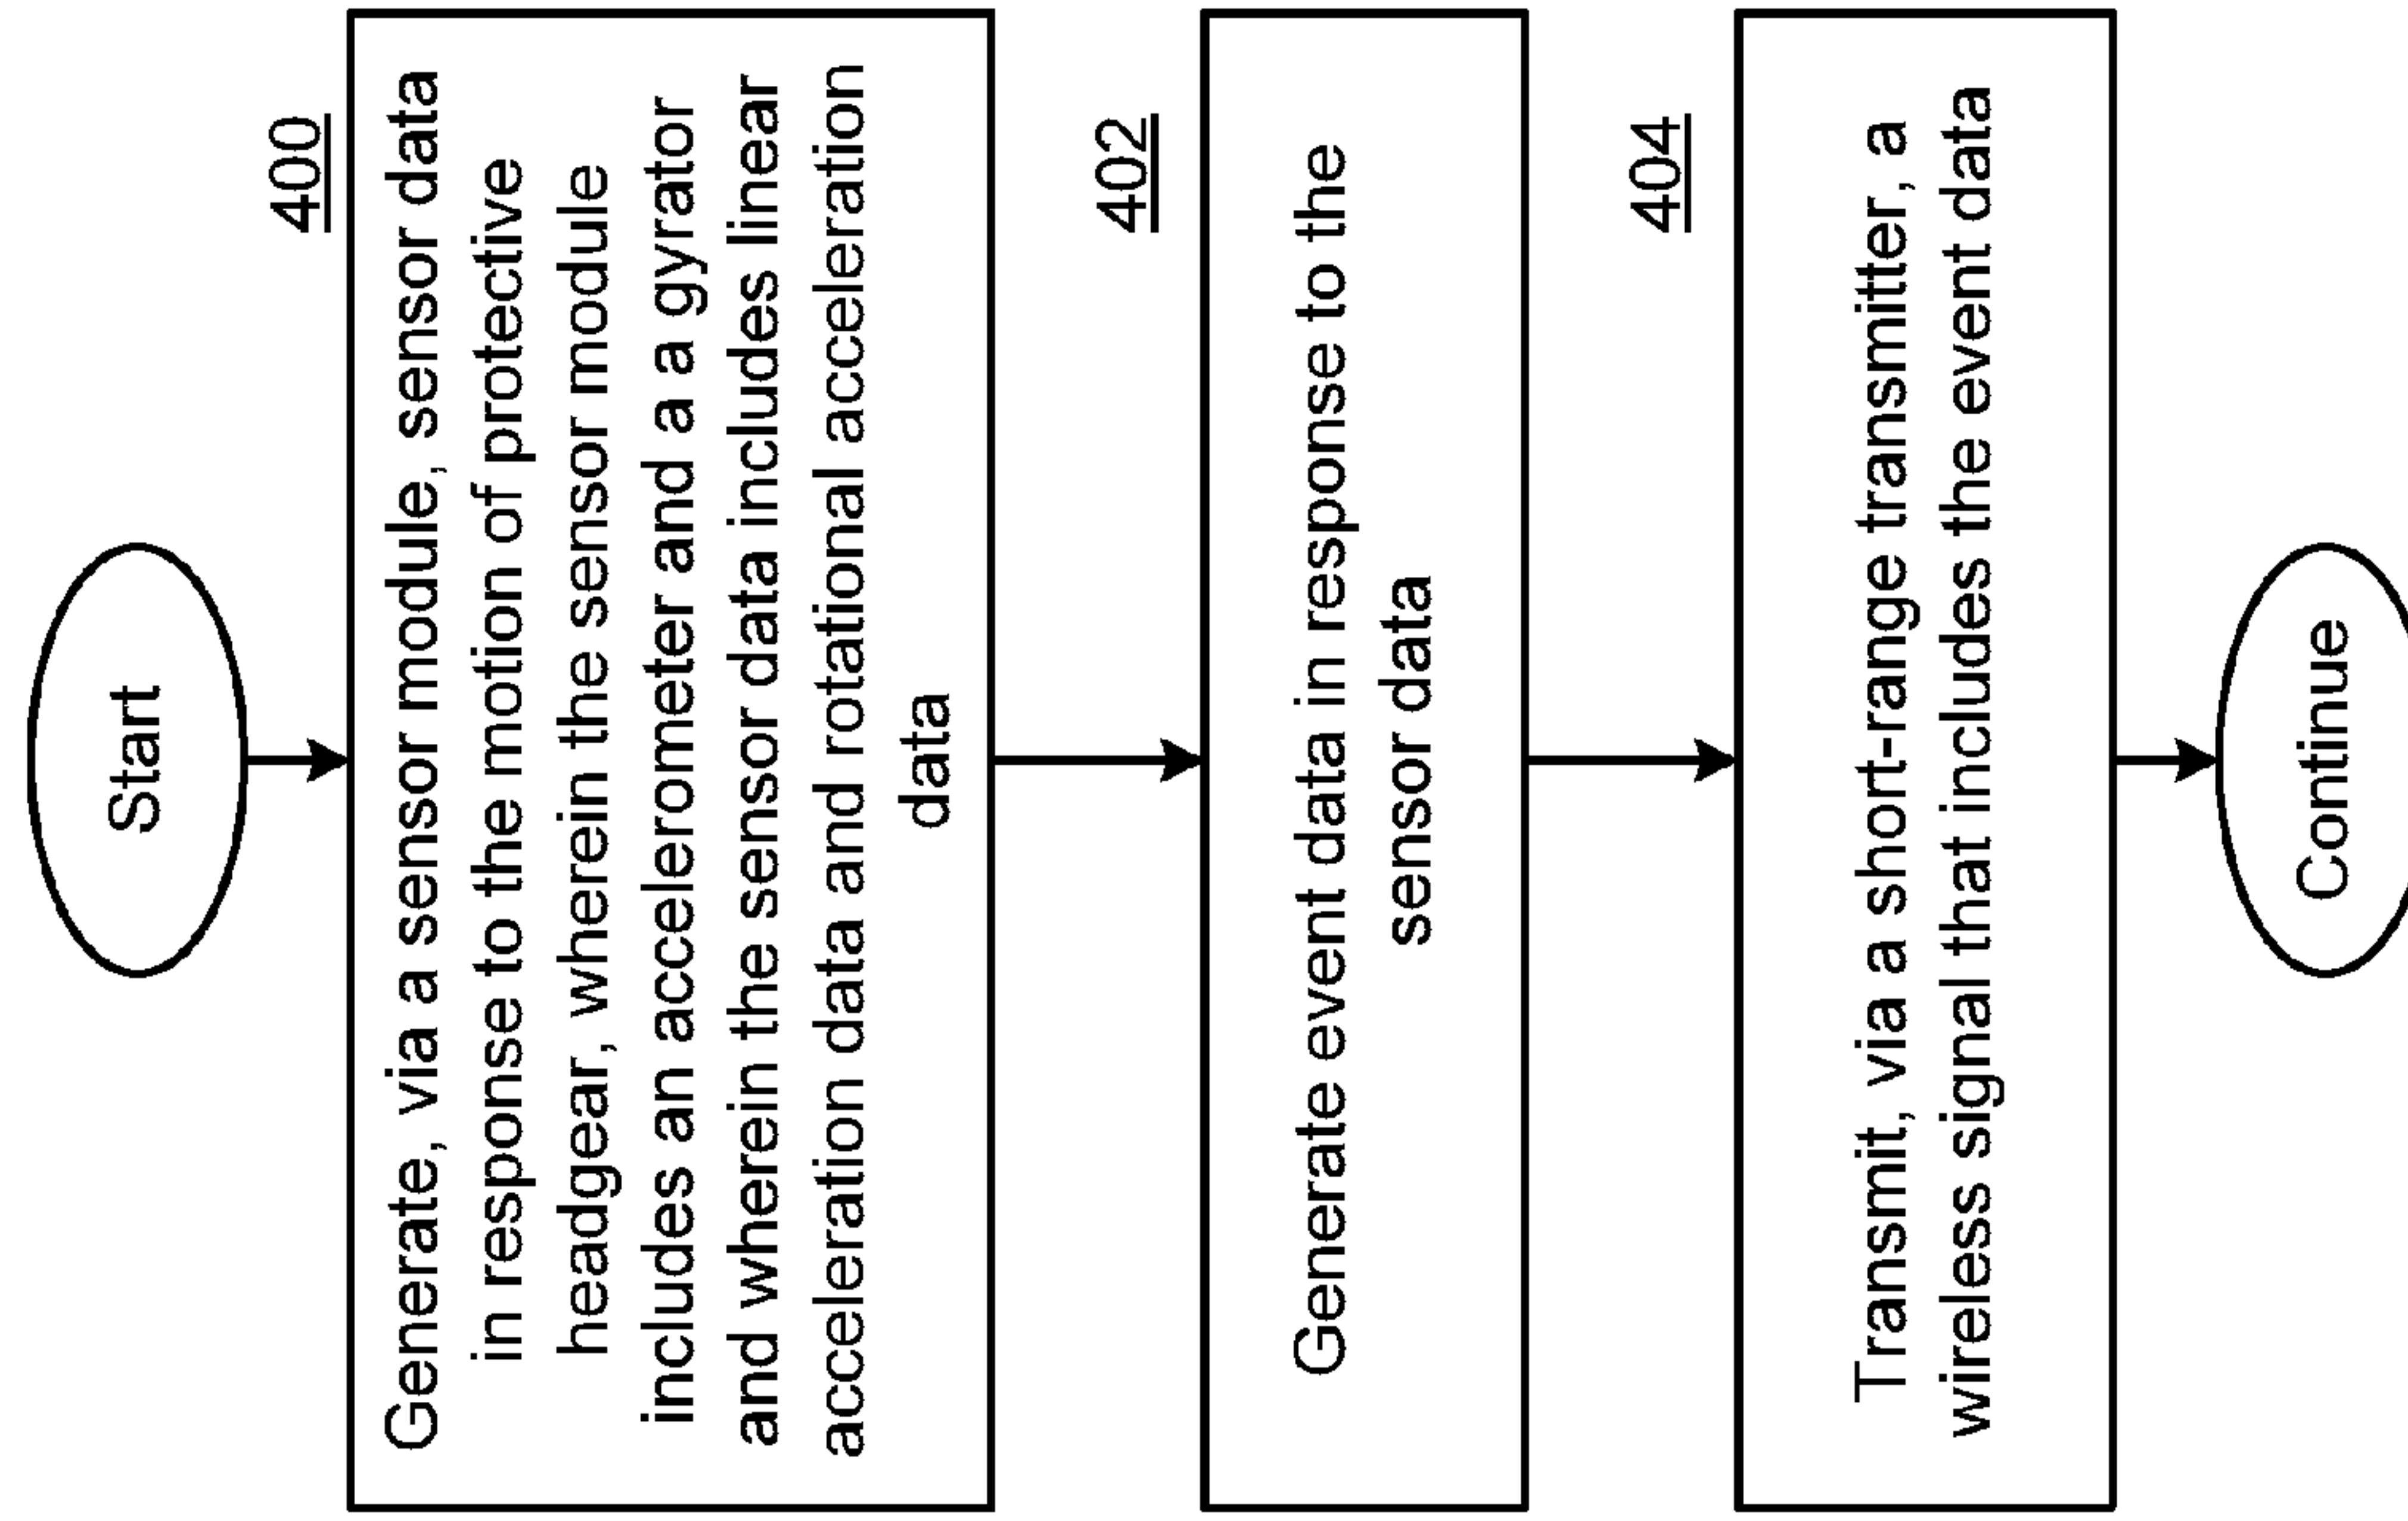 Start
400
Generate, via a sensor module, sensor data
in response to the motion of protective
headgear, wherein the sensor module
includes an accelerometer and a a gyrator
and wherein the sensor data includes linear
acceleration data and rotational acceleration
data
402
Generate event data in response to the
sensor data
404
Transmit, via a short-range transmitter, a
wireless signal that includes the event data
Continue